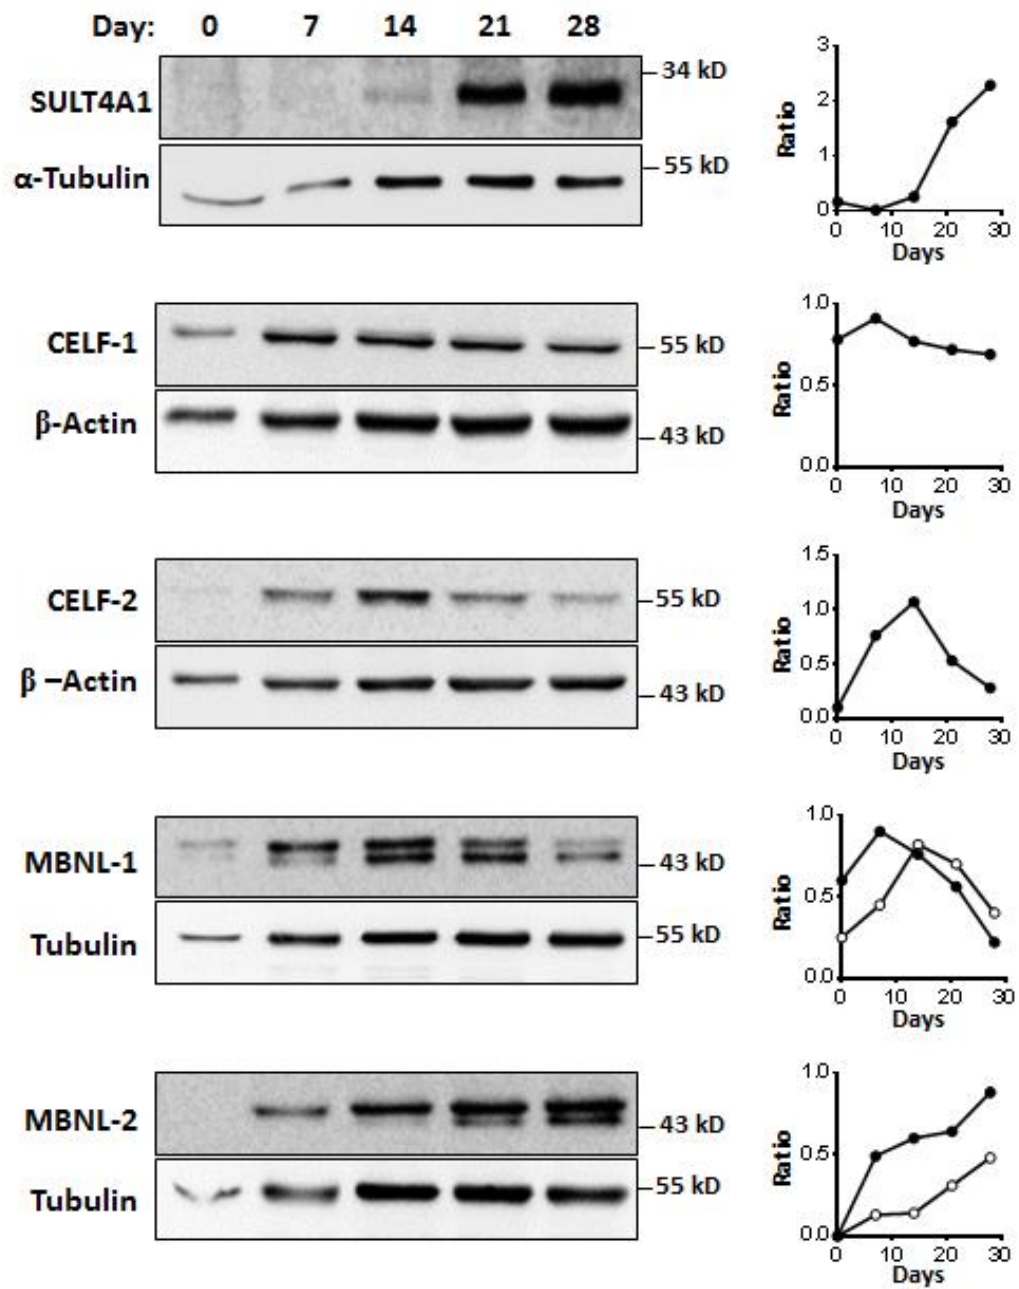 Day: 0 7 14 21 28
SULT4A1
34 kD
α-Tubulin
55 kD
3
2
1
0
Ratio
0 10 20 30
Days
CELF-1
55 kD
β-Actin
43 kD
1.0
0.5
0.0
Ratio
0 10 20 30
Days
CELF-2
55 kD
β –Actin
43 kD
1.5
1.0
0.5
0.0
Ratio
0 10 20 30
Days
MBNL-1
43 kD
Tubulin
55 kD
1.0
0.5
0.0
Ratio
0 10 20 30
Days
MBNL-2
43 kD
Tubulin
55 kD
1.0
0.5
0.0
Ratio
0 10 20 30
Days